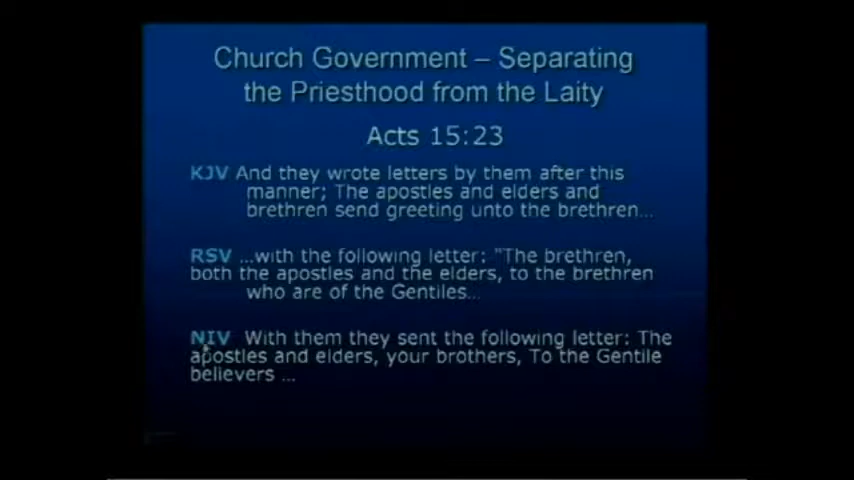 Church Government – Separating
the Priesthood from the Laity
Acts 15:23
KJV And they wrote letters by them after this
manner; The apostles and elders and
brethren send greeting unto the brethren...
RSV ...with the following letter: "The brethren,
both the apostles and the elders, to the brethren
who are of the Gentiles...
NIV With them they sent the following letter: The
apostles and elders, your brothers, To the Gentile
believers ...